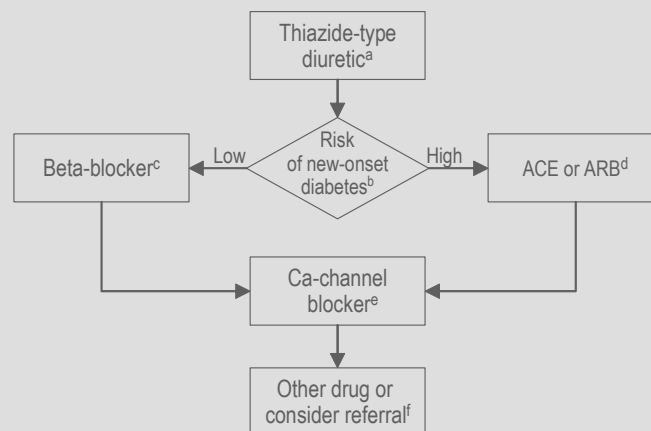 Thiazide-type
diureticᵃ
Risk
of new-onset
diabetesᵇ
Low
High
Beta-blockerᶜ
ACE or ARBᵈ
Ca-channel
blockerᵉ
Other drug or
consider referralᶠ